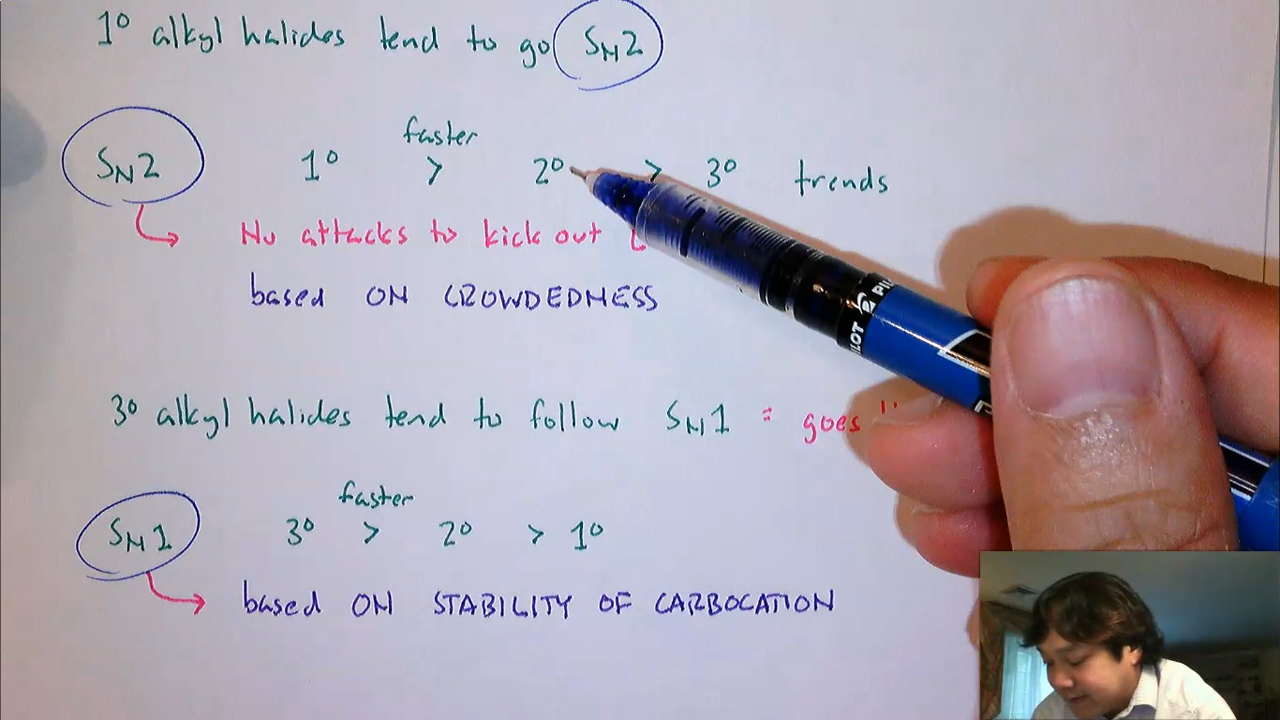 1° alkyl halides tend to go SN2
faster
SN2 1° > 2° > 3° trends
Nu attacks to kick out
based ON CROWDEDNESS
3° alkyl halides tend to follow SN1 = goes "
faster
SN1 3° > 2° > 1°
based ON STABILITY OF CARBOCATION
PILOT